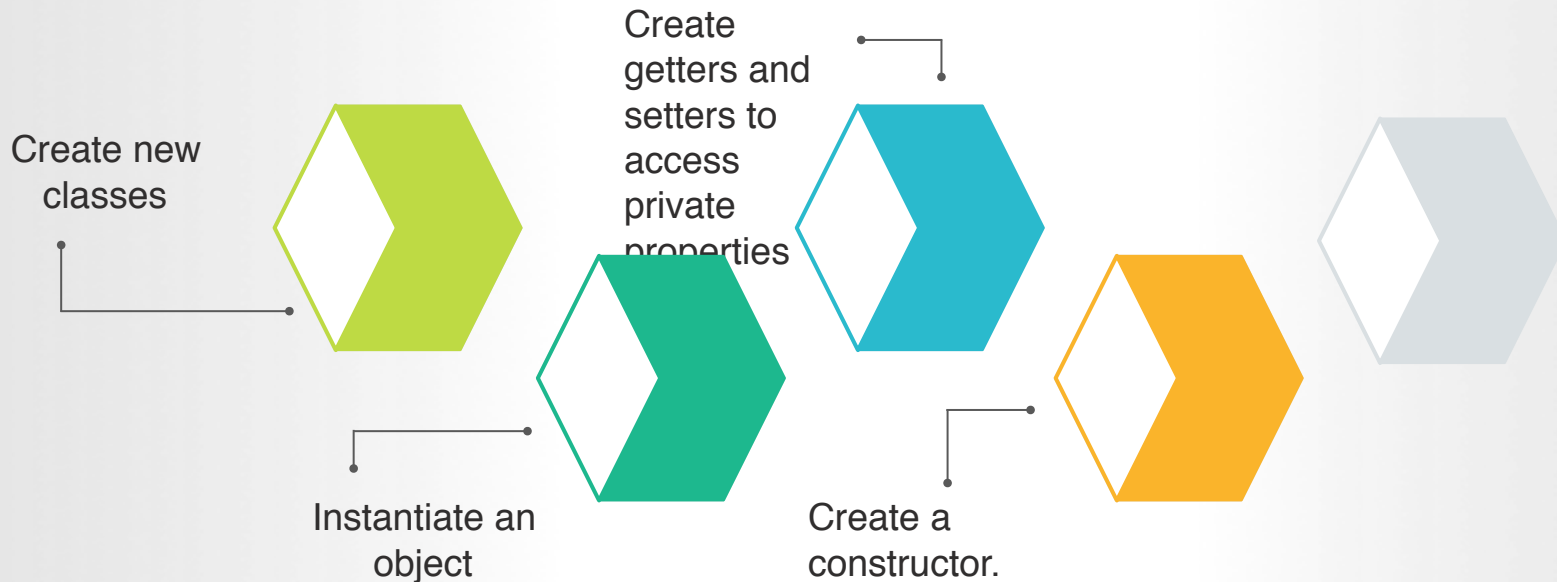 Create new
classes
Instantiate an
object
Create
getters and
setters to
access
private
properties
Create a
constructor.